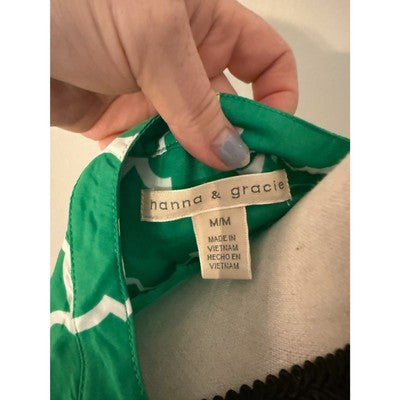 hanna & gracie
M/M
MADE IN
VIETNAM
HECHO EN
VIETNAM